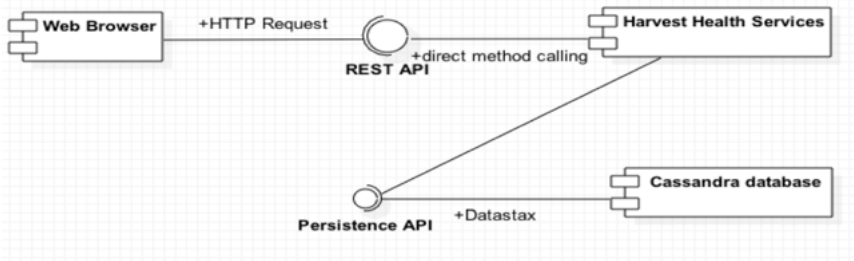 Web Browser
+HTTP Request
REST API
+direct method calling
Harvest Health Services
Persistence API
+Datastax
Cassandra database